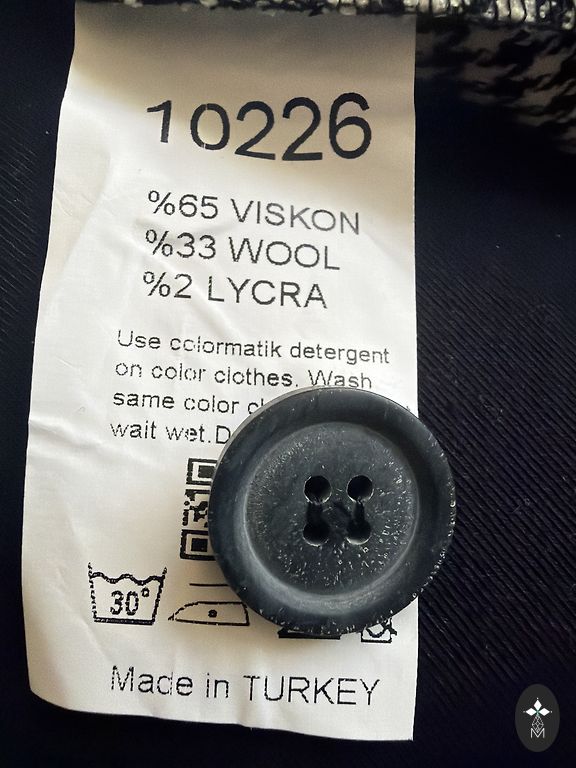 10226
%65 VISKON
%33 WOOL
%2 LYCRA
Use colormatik detergent
on color clothes. Wash
same color
wait wet.
30°
Made in TURKEY
M